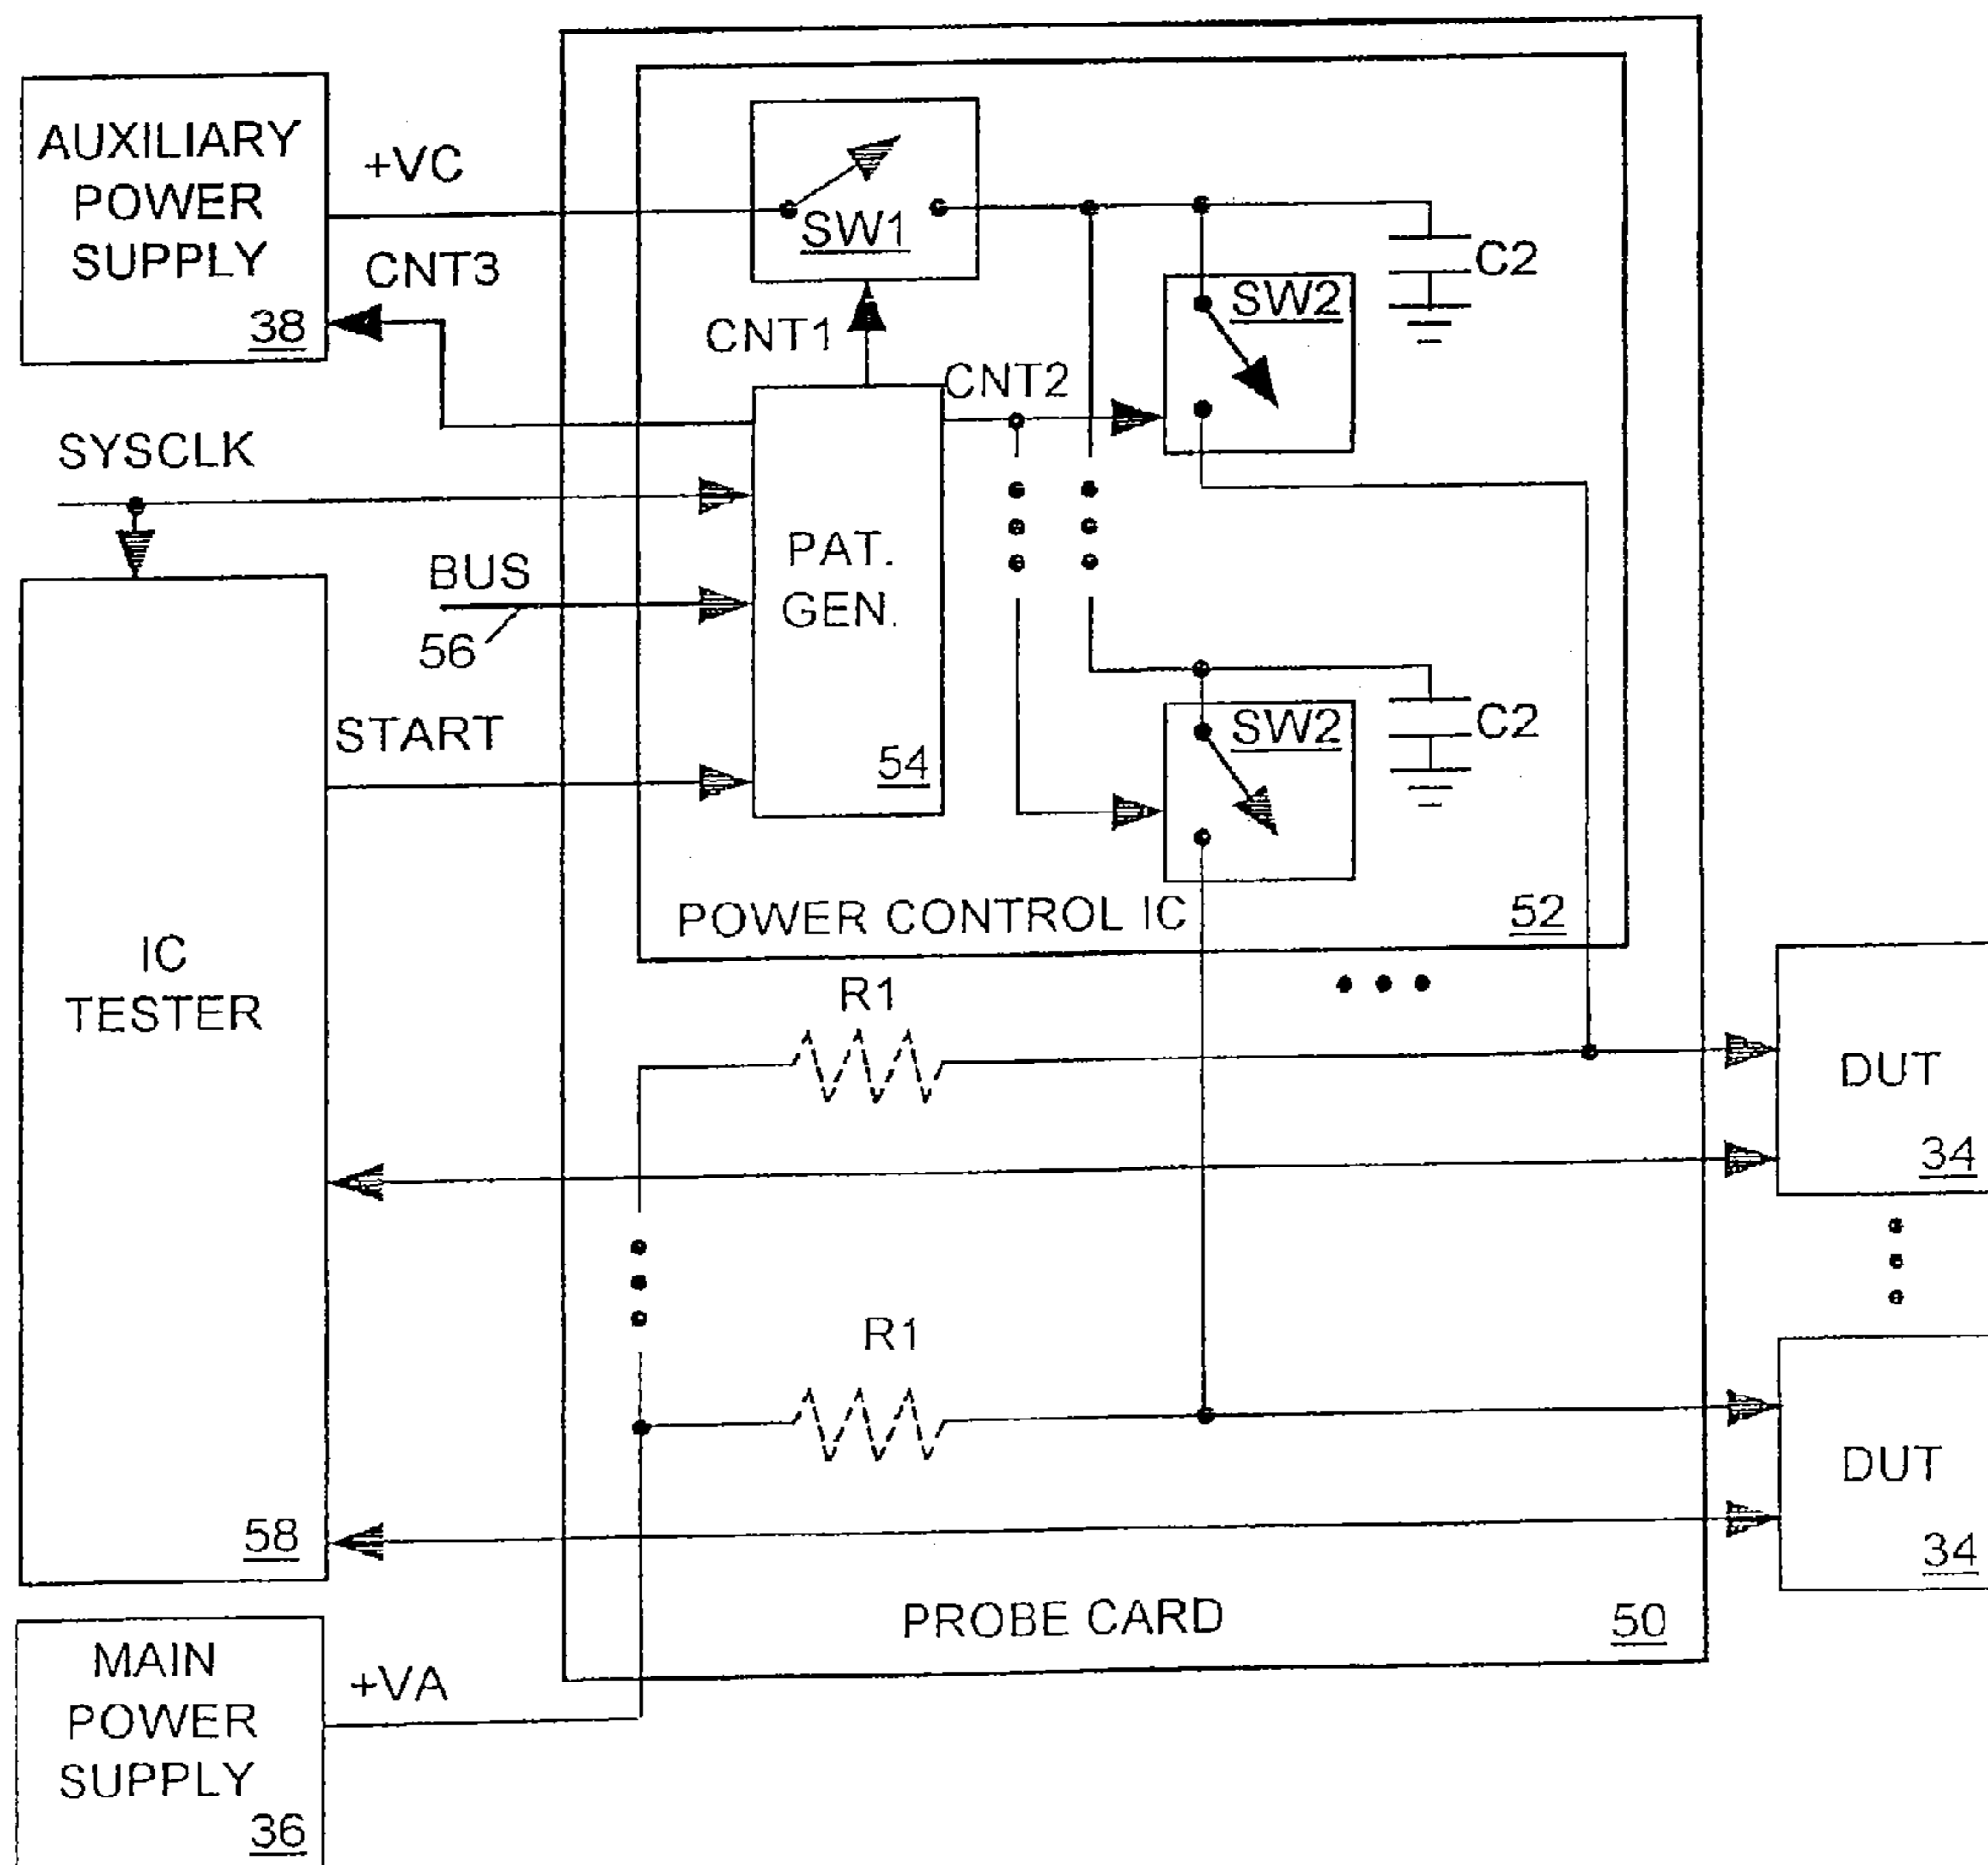 AUXILIARY
POWER
SUPPLY
38
+VC
CNT3
SW1
CNT1
CNT2
SW2
C2
SYSCLK
BUS
56
START
PAT.
GEN.
54
SW2
C2
POWER CONTROL IC
52
IC
TESTER
58
R1
DUT
34
R1
DUT
34
PROBE CARD
50
MAIN
POWER
SUPPLY
36
+VA